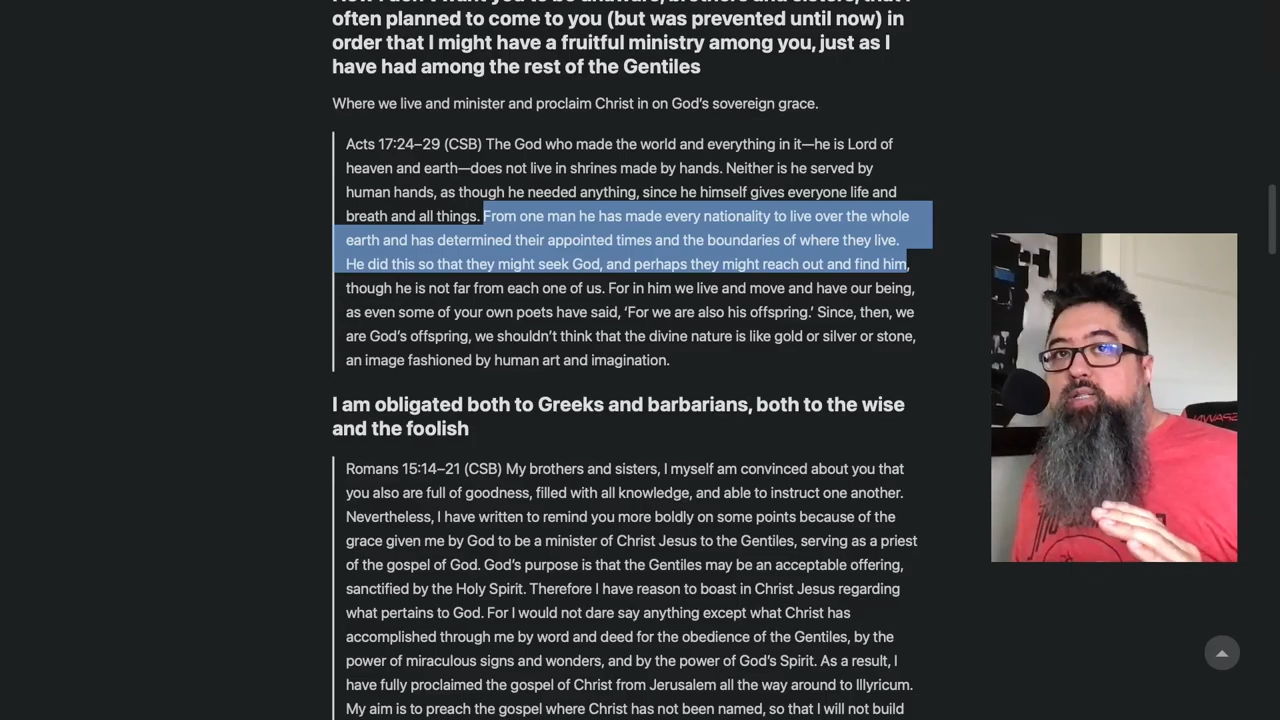 often planned to come to you (but was prevented until now) in
order that I might have a fruitful ministry among you, just as I
have had among the rest of the Gentiles
Where we live and minister and proclaim Christ in on God's sovereign grace.
Acts 17:24–29 (CSB) The God who made the world and everything in it—he is Lord of
heaven and earth—does not live in shrines made by hands. Neither is he served by
human hands, as though he needed anything, since he himself gives everyone life and
breath and all things. From one man he has made every nationality to live over the whole
earth and has determined their appointed times and the boundaries of where they live.
He did this so that they might seek God, and perhaps they might reach out and find him,
though he is not far from each one of us. For in him we live and move and have our being,
as even some of your own poets have said, ‘For we are also his offspring.’ Since, then, we
are God's offspring, we shouldn't think that the divine nature is like gold or silver or stone,
an image fashioned by human art and imagination.
I am obligated both to Greeks and barbarians, both to the wise
and the foolish
Romans 15:14–21 (CSB) My brothers and sisters, I myself am convinced about you that
you also are full of goodness, filled with all knowledge, and able to instruct one another.
Nevertheless, I have written to remind you more boldly on some points because of the
grace given me by God to be a minister of Christ Jesus to the Gentiles, serving as a priest
of the gospel of God. God's purpose is that the Gentiles may be an acceptable offering,
sanctified by the Holy Spirit. Therefore I have reason to boast in Christ Jesus regarding
what pertains to God. For I would not dare say anything except what Christ has
accomplished through me by word and deed for the obedience of the Gentiles, by the
power of miraculous signs and wonders, and by the power of God's Spirit. As a result, I
have fully proclaimed the gospel of Christ from Jerusalem all the way around to Illyricum.
My aim is to preach the gospel where Christ has not been named, so that I will not build